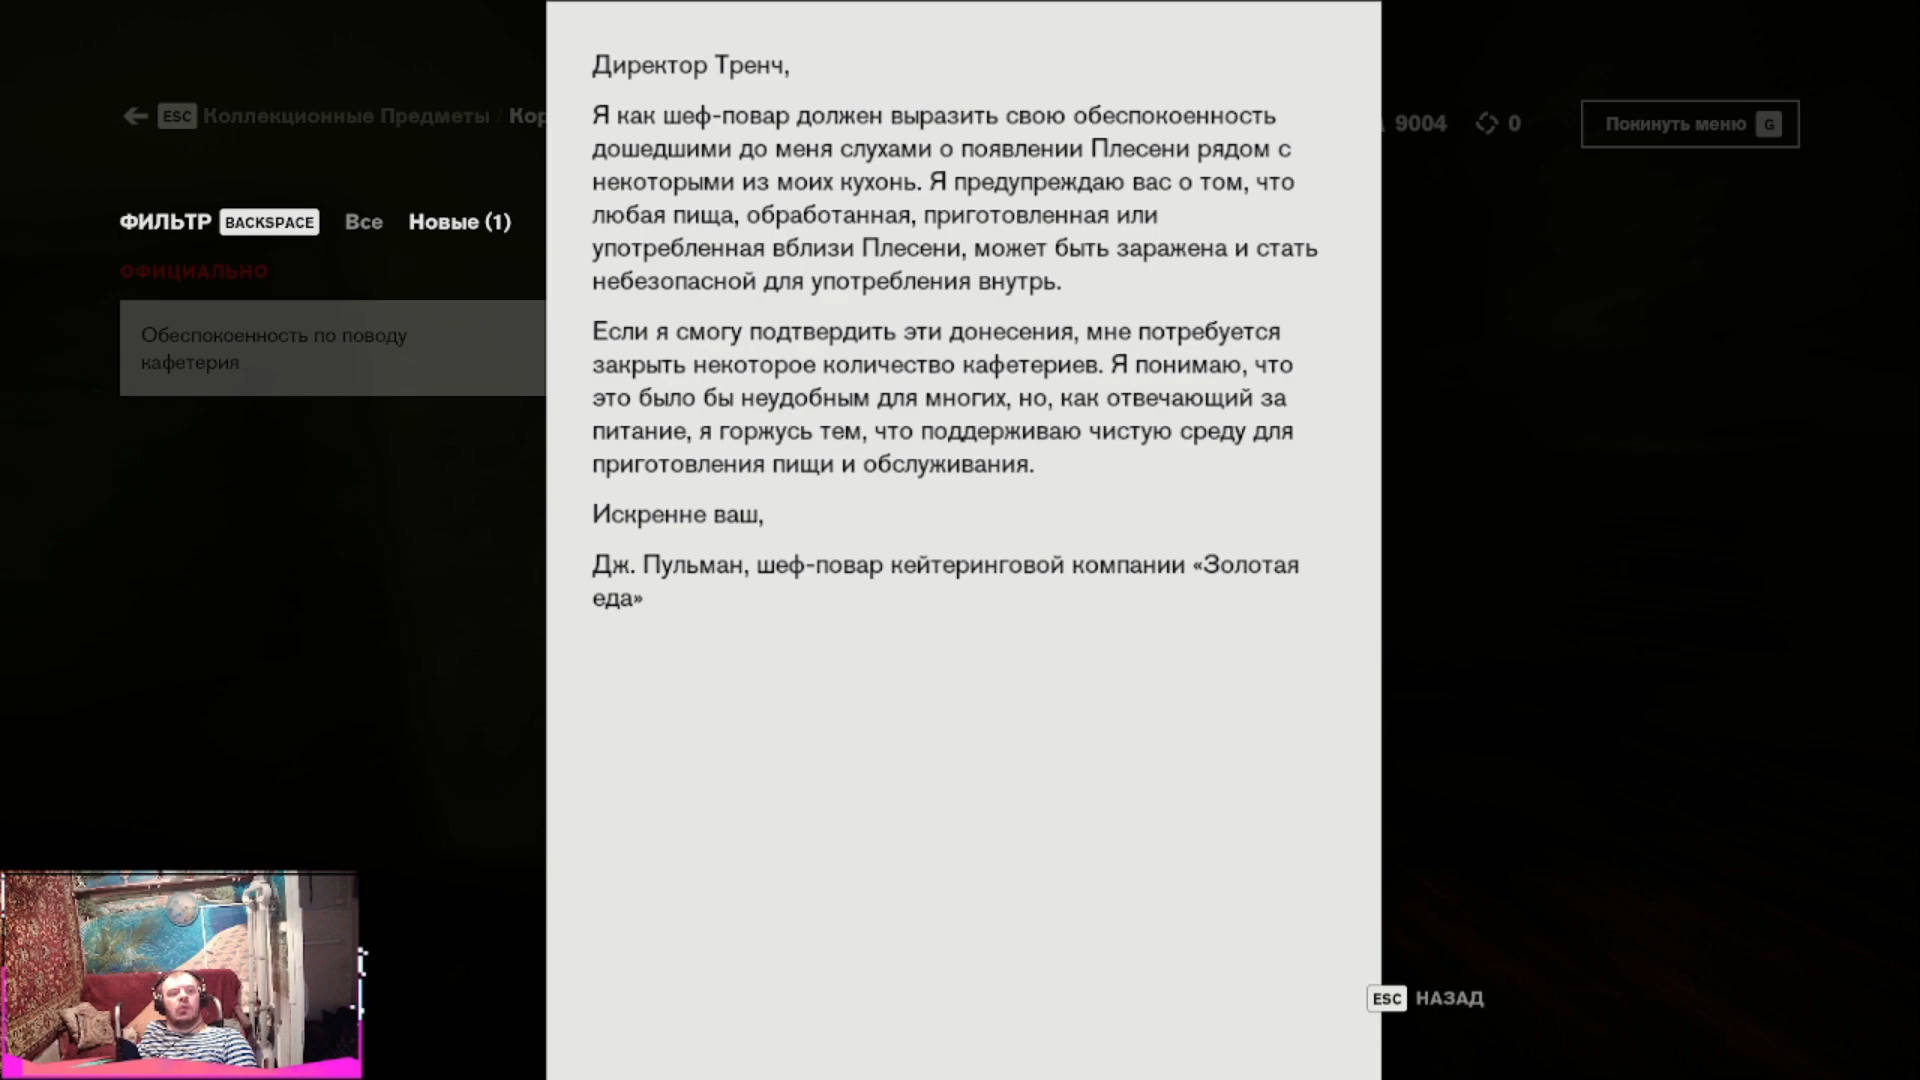 Директор Тренч,
Я как шеф-повар должен выразить свою обеспокоенность
дошедшими до меня слухами о появлении Плесени рядом с
некоторыми из моих кухонь. Я предупреждаю вас о том, что
любая пища, обработанная, приготовленная или
употребленная вблизи Плесени, может быть заражена и стать
небезопасной для употребления внутрь.
Если я смогу подтвердить эти донесения, мне потребуется
закрыть некоторое количество кафетериев. Я понимаю, что
это было бы неудобным для многих, но, как отвечающий за
питание, я горжусь тем, что поддерживаю чистую среду для
приготовления пищи и обслуживания.
Искренне ваш,
Дж. Пульман, шеф-повар кейтеринговой компании «Золотая
еда»
ESC Коллекционные Предметы / Кор
9004 0
Покинуть меню G
ФИЛЬТР BACKSPACE Все Новые (1)
ОФИЦИАЛЬНО
Обеспокоенность по поводу
кафетерия
ESC НАЗАД